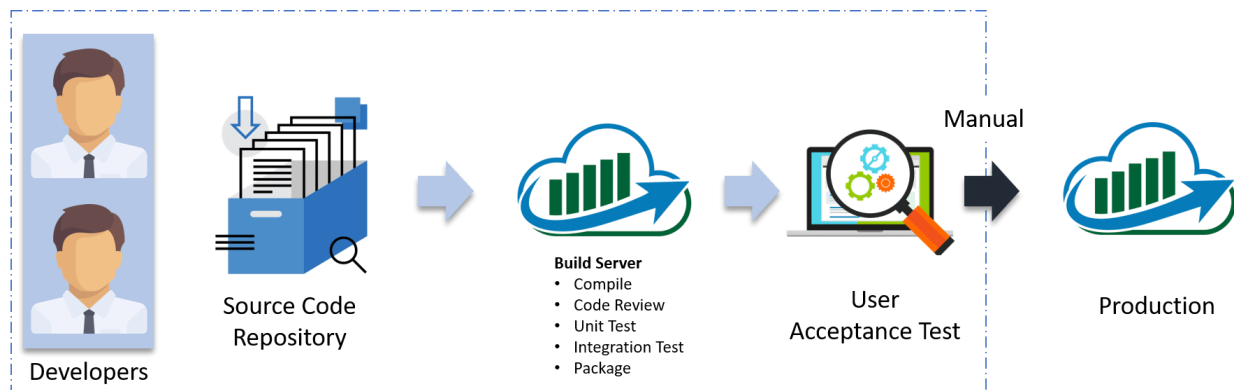 Developers
Source Code
Repository
Build Server
• Compile
• Code Review
• Unit Test
• Integration Test
• Package
User
Acceptance Test
Manual
Production